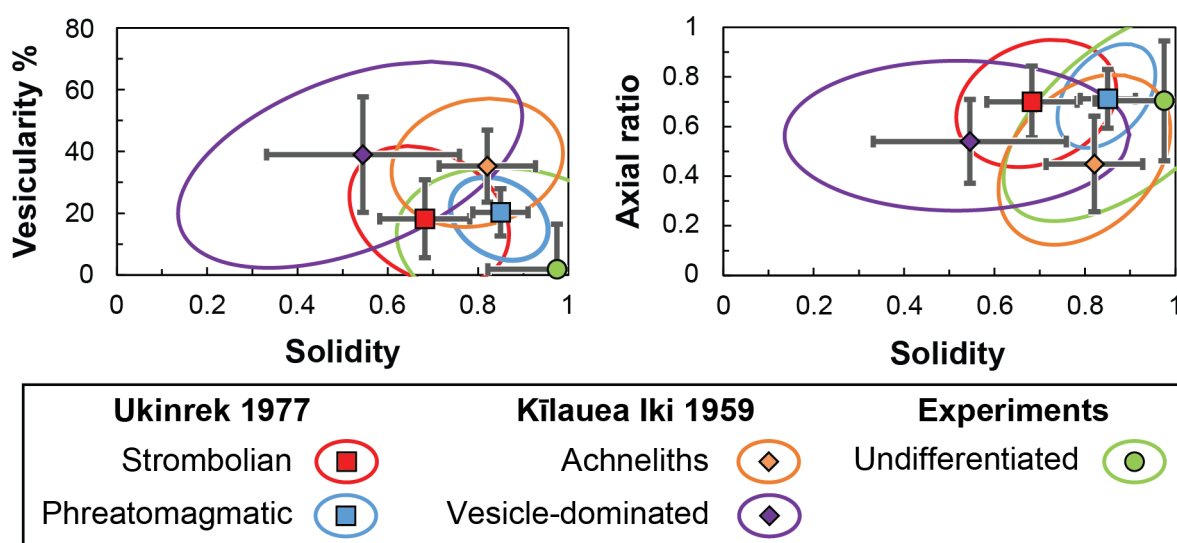 80
60
40
20
0
Vesicularity %
0 0.2 0.4 0.6 0.8 1
Solidity
1
0.8
0.6
0.4
0.2
0
Axial ratio
0 0.2 0.4 0.6 0.8 1
Solidity
Ukinrek 1977
Strombolian
Phreatomagmatic
Kīlauea Iki 1959
Achneliths
Vesicle-dominated
Experiments
Undifferentiated